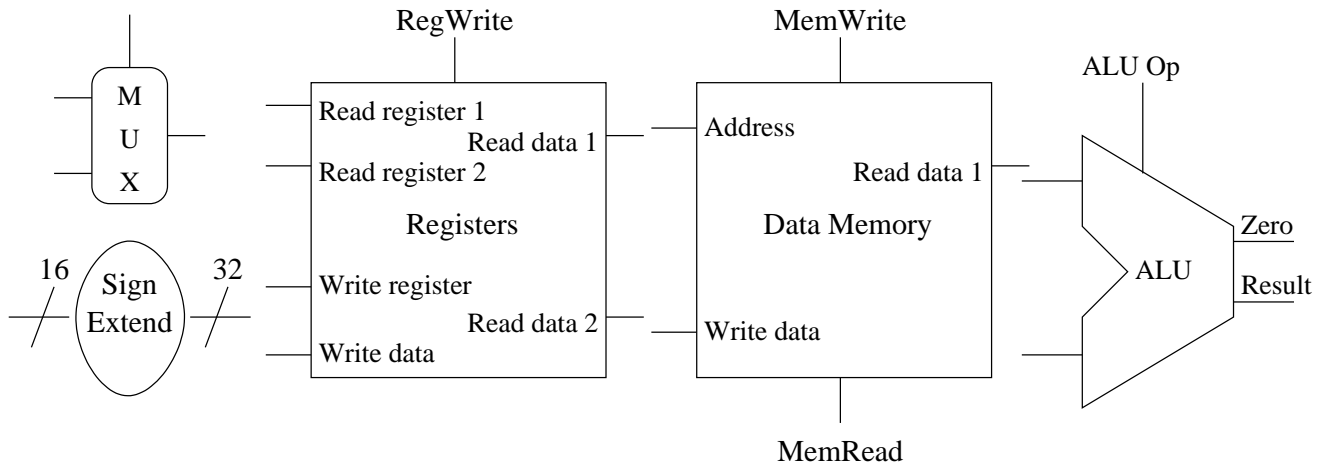 M
U
X
16
Sign
Extend
32
RegWrite
Read register 1
Read data 1
Read register 2
Registers
Write register
Read data 2
Write data
MemWrite
Address
Read data 1
Data Memory
Write data
MemRead
ALU Op
Zero
ALU
Result